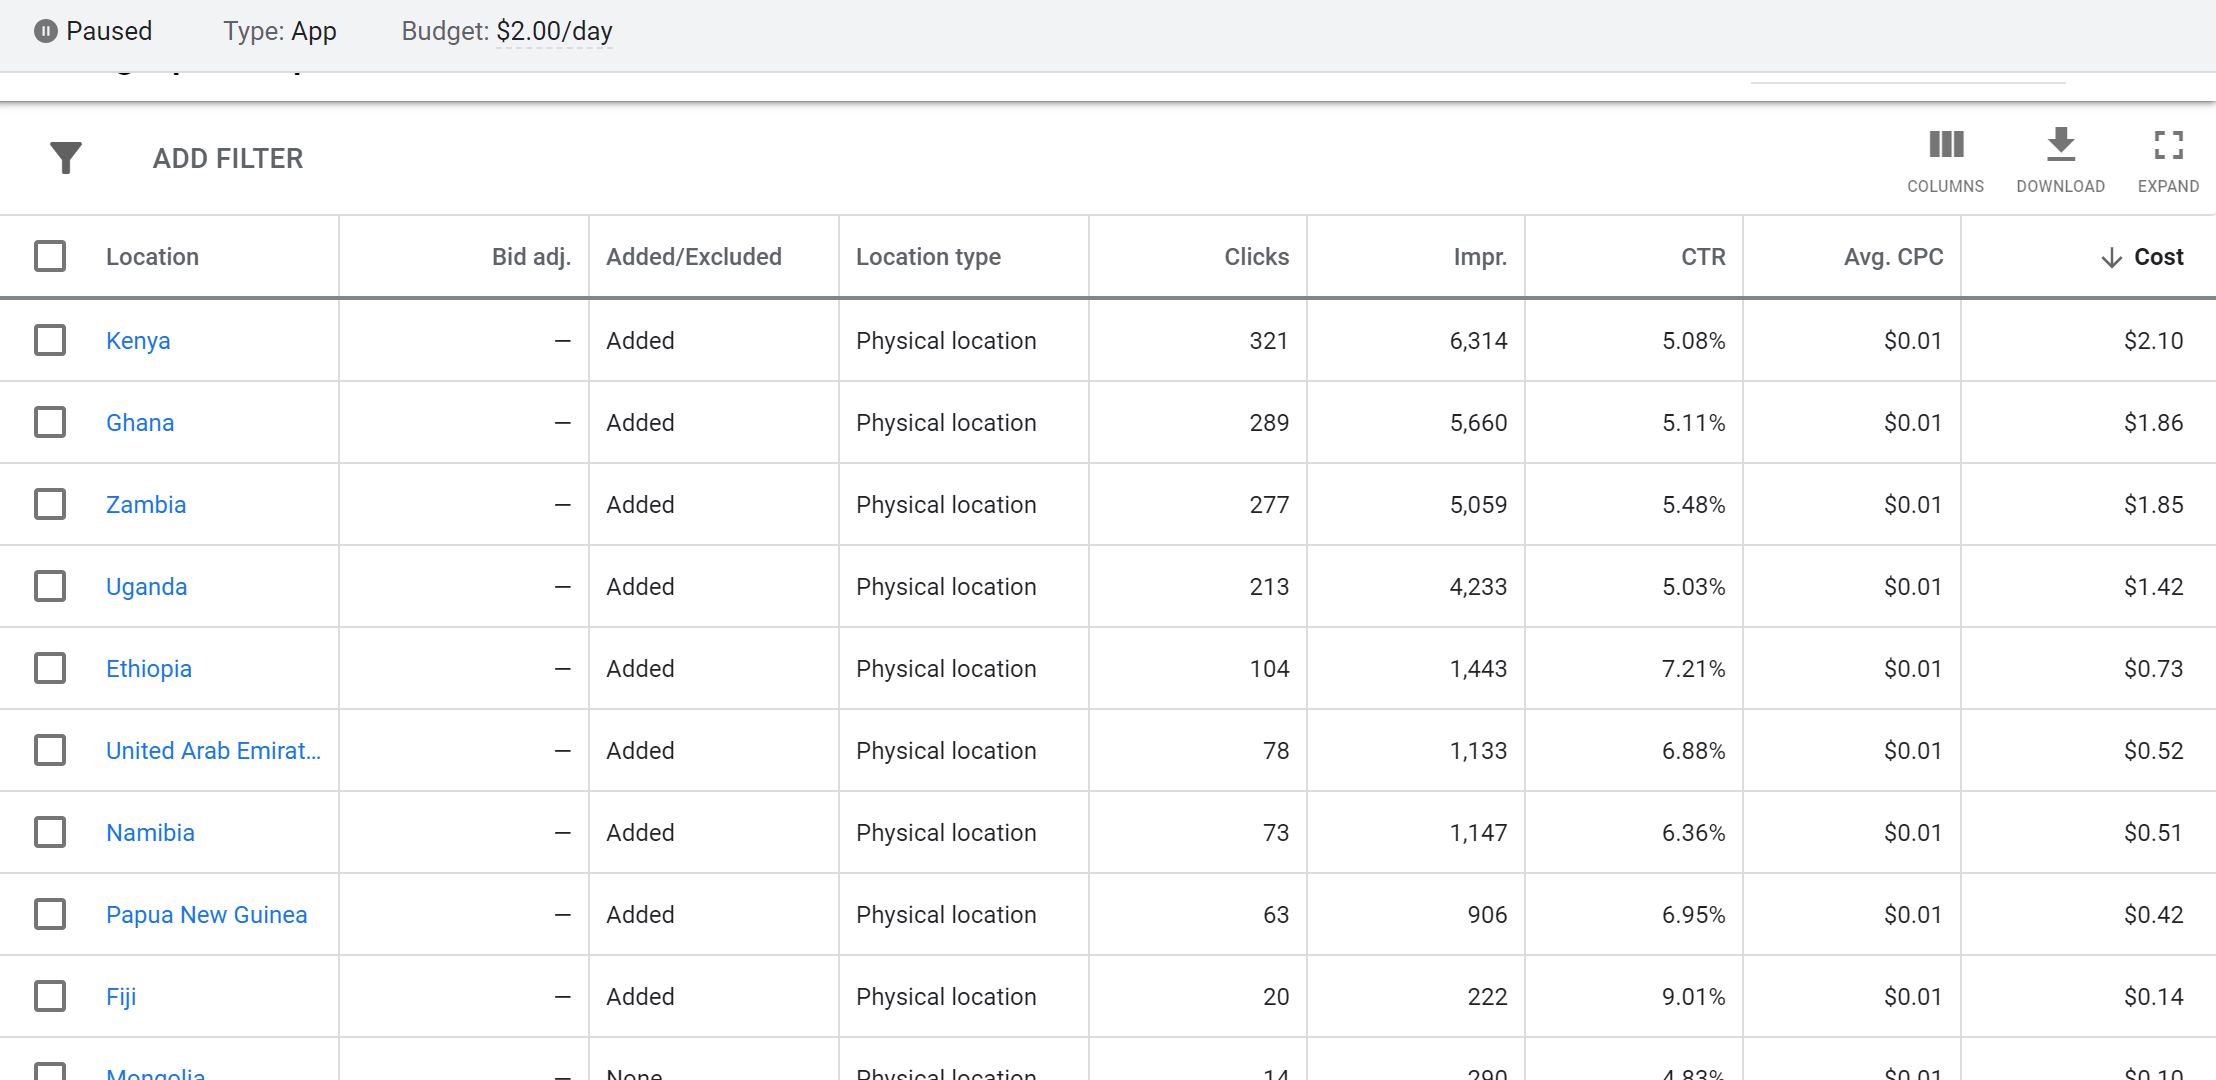 Paused Type: App Budget: $2.00/day
ADD FILTER
COLUMNS DOWNLOAD EXPAND
Location Bid adj. Added/Excluded Location type Clicks Impr. CTR Avg. CPC Cost
Kenya — Added Physical location 321 6,314 5.08% $0.01 $2.10
Ghana — Added Physical location 289 5,660 5.11% $0.01 $1.86
Zambia — Added Physical location 277 5,059 5.48% $0.01 $1.85
Uganda — Added Physical location 213 4,233 5.03% $0.01 $1.42
Ethiopia — Added Physical location 104 1,443 7.21% $0.01 $0.73
United Arab Emirat... — Added Physical location 78 1,133 6.88% $0.01 $0.52
Namibia — Added Physical location 73 1,147 6.36% $0.01 $0.51
Papua New Guinea — Added Physical location 63 906 6.95% $0.01 $0.42
Fiji — Added Physical location 20 222 9.01% $0.01 $0.14
Mongolia — None Physical location 14 290 4.83% $0.01 $0.10